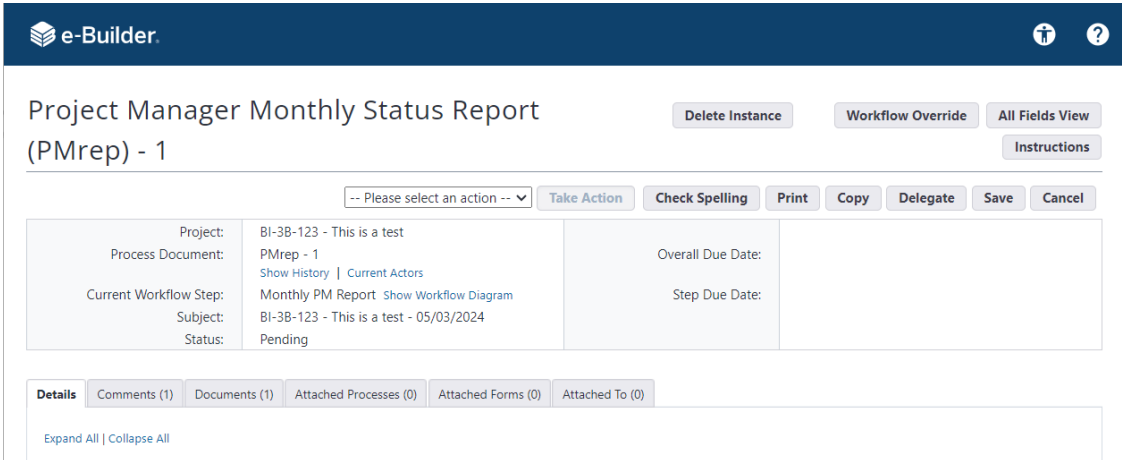 e-Builder.
Project Manager Monthly Status Report
(PMrep) - 1
Delete Instance
Workflow Override
All Fields View
Instructions
-- Please select an action --
Take Action
Check Spelling
Print
Copy
Delegate
Save
Cancel
Project: BI-3B-123 - This is a test
Process Document: PMrep - 1
Overall Due Date:
Show History | Current Actors
Current Workflow Step: Monthly PM Report Show Workflow Diagram
Step Due Date:
Subject: BI-3B-123 - This is a test - 05/03/2024
Status: Pending
Details
Comments (1)
Documents (1)
Attached Processes (0)
Attached Forms (0)
Attached To (0)
Expand All | Collapse All